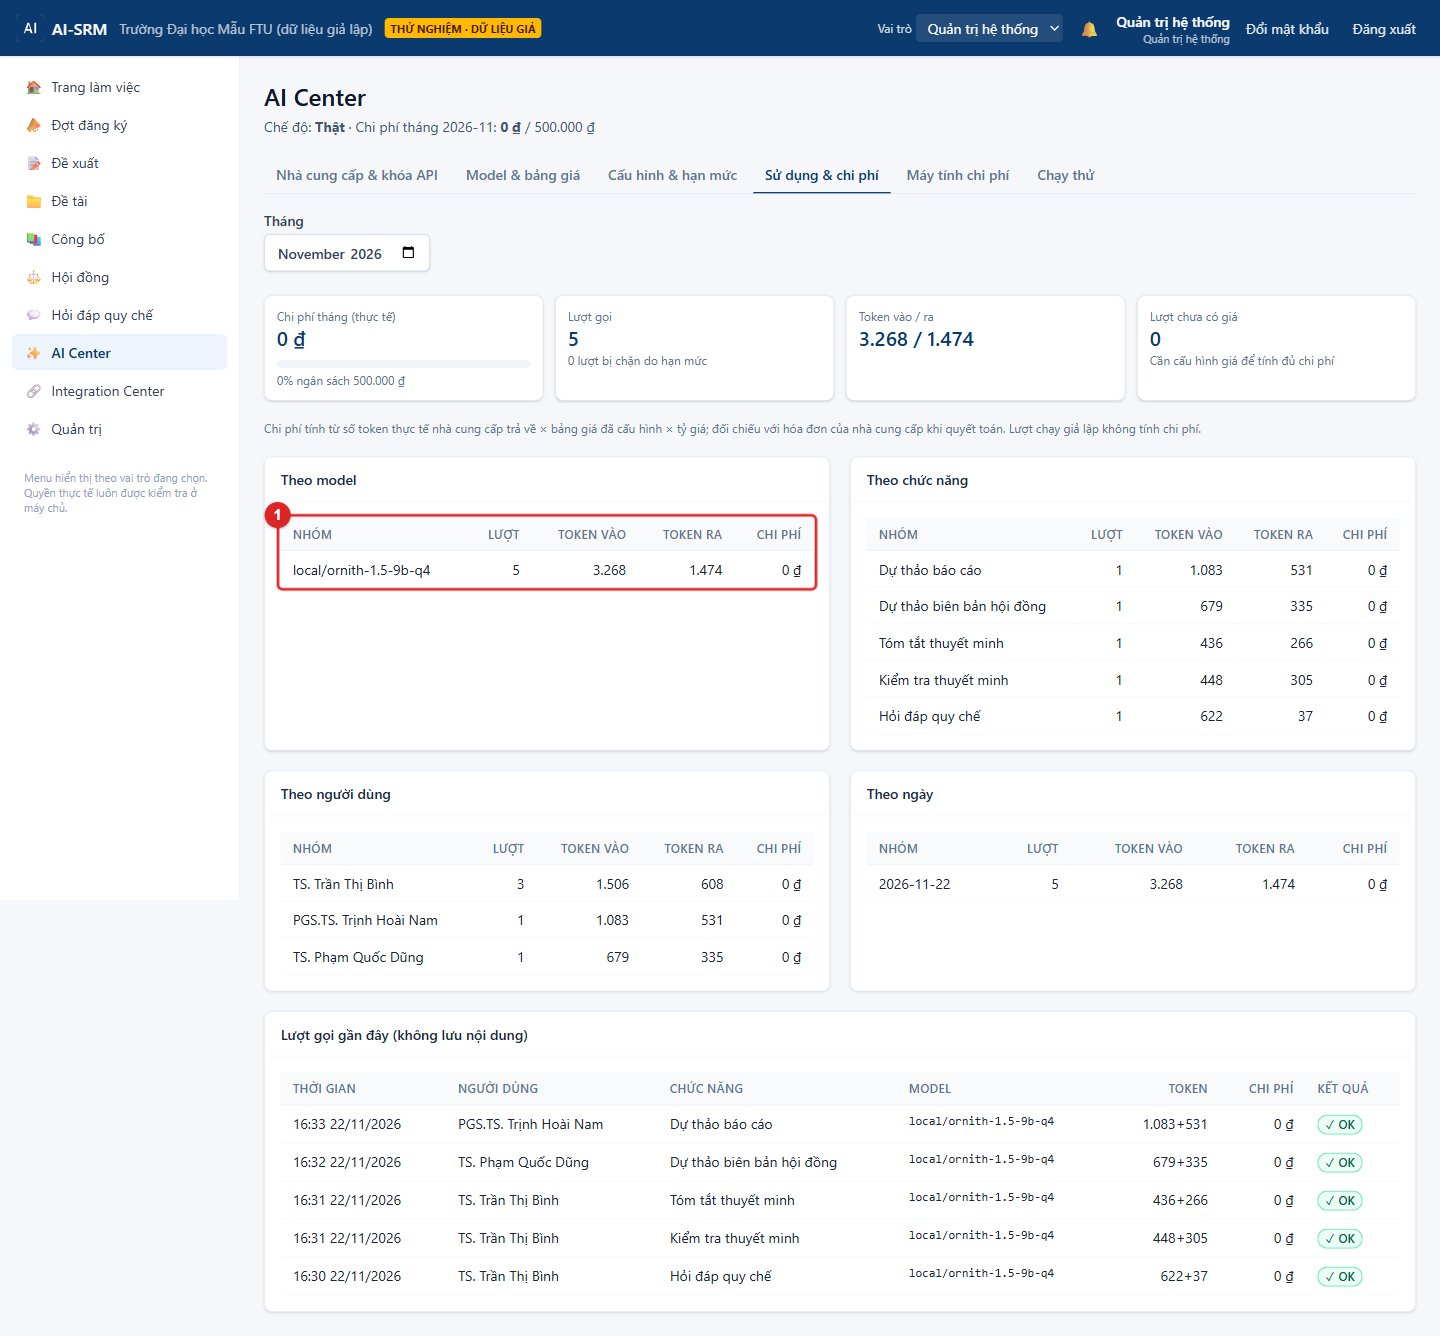 AI AI-SRM Trường Đại học Mẫu FTU (dữ liệu giả lập) THỬ NGHIỆM · DỮ LIỆU GIẢ Vai trò Quản trị hệ thống Quản trị hệ thống Đổi mật khẩu Đăng xuất
Quản trị hệ thống
Trang làm việc
Đợt đăng ký
Đề xuất
Đề tài
Công bố
Hội đồng
Hỏi đáp quy chế
AI Center
Integration Center
Quản trị
Menu hiển thị theo vai trò đang chọn.
Quyền thực tế luôn được kiểm tra ở
máy chủ.
AI Center
Chế độ: Thật · Chi phí tháng 2026-11: 0 ₫ / 500.000 ₫
Nhà cung cấp & khóa API Model & bảng giá Cấu hình & hạn mức Sử dụng & chi phí Máy tính chi phí Chạy thử
Tháng
November 2026
Chi phí tháng (thực tế)
0 ₫
0% ngân sách 500.000 ₫
Lượt gọi
5
0 lượt bị chặn do hạn mức
Token vào / ra
3.268 / 1.474
Lượt chưa có giá
0
Cần cấu hình giá để tính đủ chi phí
Chi phí tính từ số token thực tế nhà cung cấp trả về × bảng giá đã cấu hình × tỷ giá; đối chiếu với hóa đơn của nhà cung cấp khi quyết toán. Lượt chạy giả lập không tính chi phí.
Theo model
1
NHÓM LƯỢT TOKEN VÀO TOKEN RA CHI PHÍ
local/ornith-1.5-9b-q4 5 3.268 1.474 0 ₫
Theo chức năng
NHÓM LƯỢT TOKEN VÀO TOKEN RA CHI PHÍ
Dự thảo báo cáo 1 1.083 531 0 ₫
Dự thảo biên bản hội đồng 1 679 335 0 ₫
Tóm tắt thuyết minh 1 436 266 0 ₫
Kiểm tra thuyết minh 1 448 305 0 ₫
Hỏi đáp quy chế 1 622 37 0 ₫
Theo người dùng
NHÓM LƯỢT TOKEN VÀO TOKEN RA CHI PHÍ
TS. Trần Thị Bình 3 1.506 608 0 ₫
PGS.TS. Trịnh Hoài Nam 1 1.083 531 0 ₫
TS. Phạm Quốc Dũng 1 679 335 0 ₫
Theo ngày
NHÓM LƯỢT TOKEN VÀO TOKEN RA CHI PHÍ
2026-11-22 5 3.268 1.474 0 ₫
Lượt gọi gần đây (không lưu nội dung)
THỜI GIAN NGƯỜI DÙNG CHỨC NĂNG MODEL TOKEN CHI PHÍ KẾT QUẢ
16:33 22/11/2026 PGS.TS. Trịnh Hoài Nam Dự thảo báo cáo local/ornith-1.5-9b-q4 1.083+531 0 ₫ ✓ OK
16:32 22/11/2026 TS. Phạm Quốc Dũng Dự thảo biên bản hội đồng local/ornith-1.5-9b-q4 679+335 0 ₫ ✓ OK
16:31 22/11/2026 TS. Trần Thị Bình Tóm tắt thuyết minh local/ornith-1.5-9b-q4 436+266 0 ₫ ✓ OK
16:31 22/11/2026 TS. Trần Thị Bình Kiểm tra thuyết minh local/ornith-1.5-9b-q4 448+305 0 ₫ ✓ OK
16:30 22/11/2026 TS. Trần Thị Bình Hỏi đáp quy chế local/ornith-1.5-9b-q4 622+37 0 ₫ ✓ OK